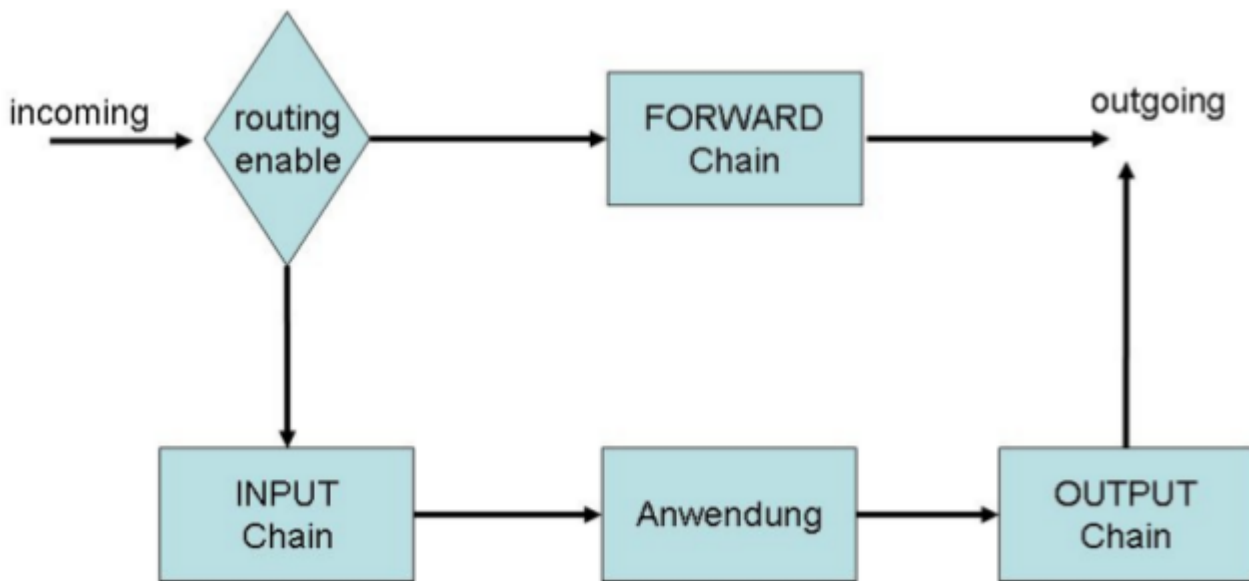 incoming
routing
enable
FORWARD
Chain
outgoing
INPUT
Chain
Anwendung
OUTPUT
Chain